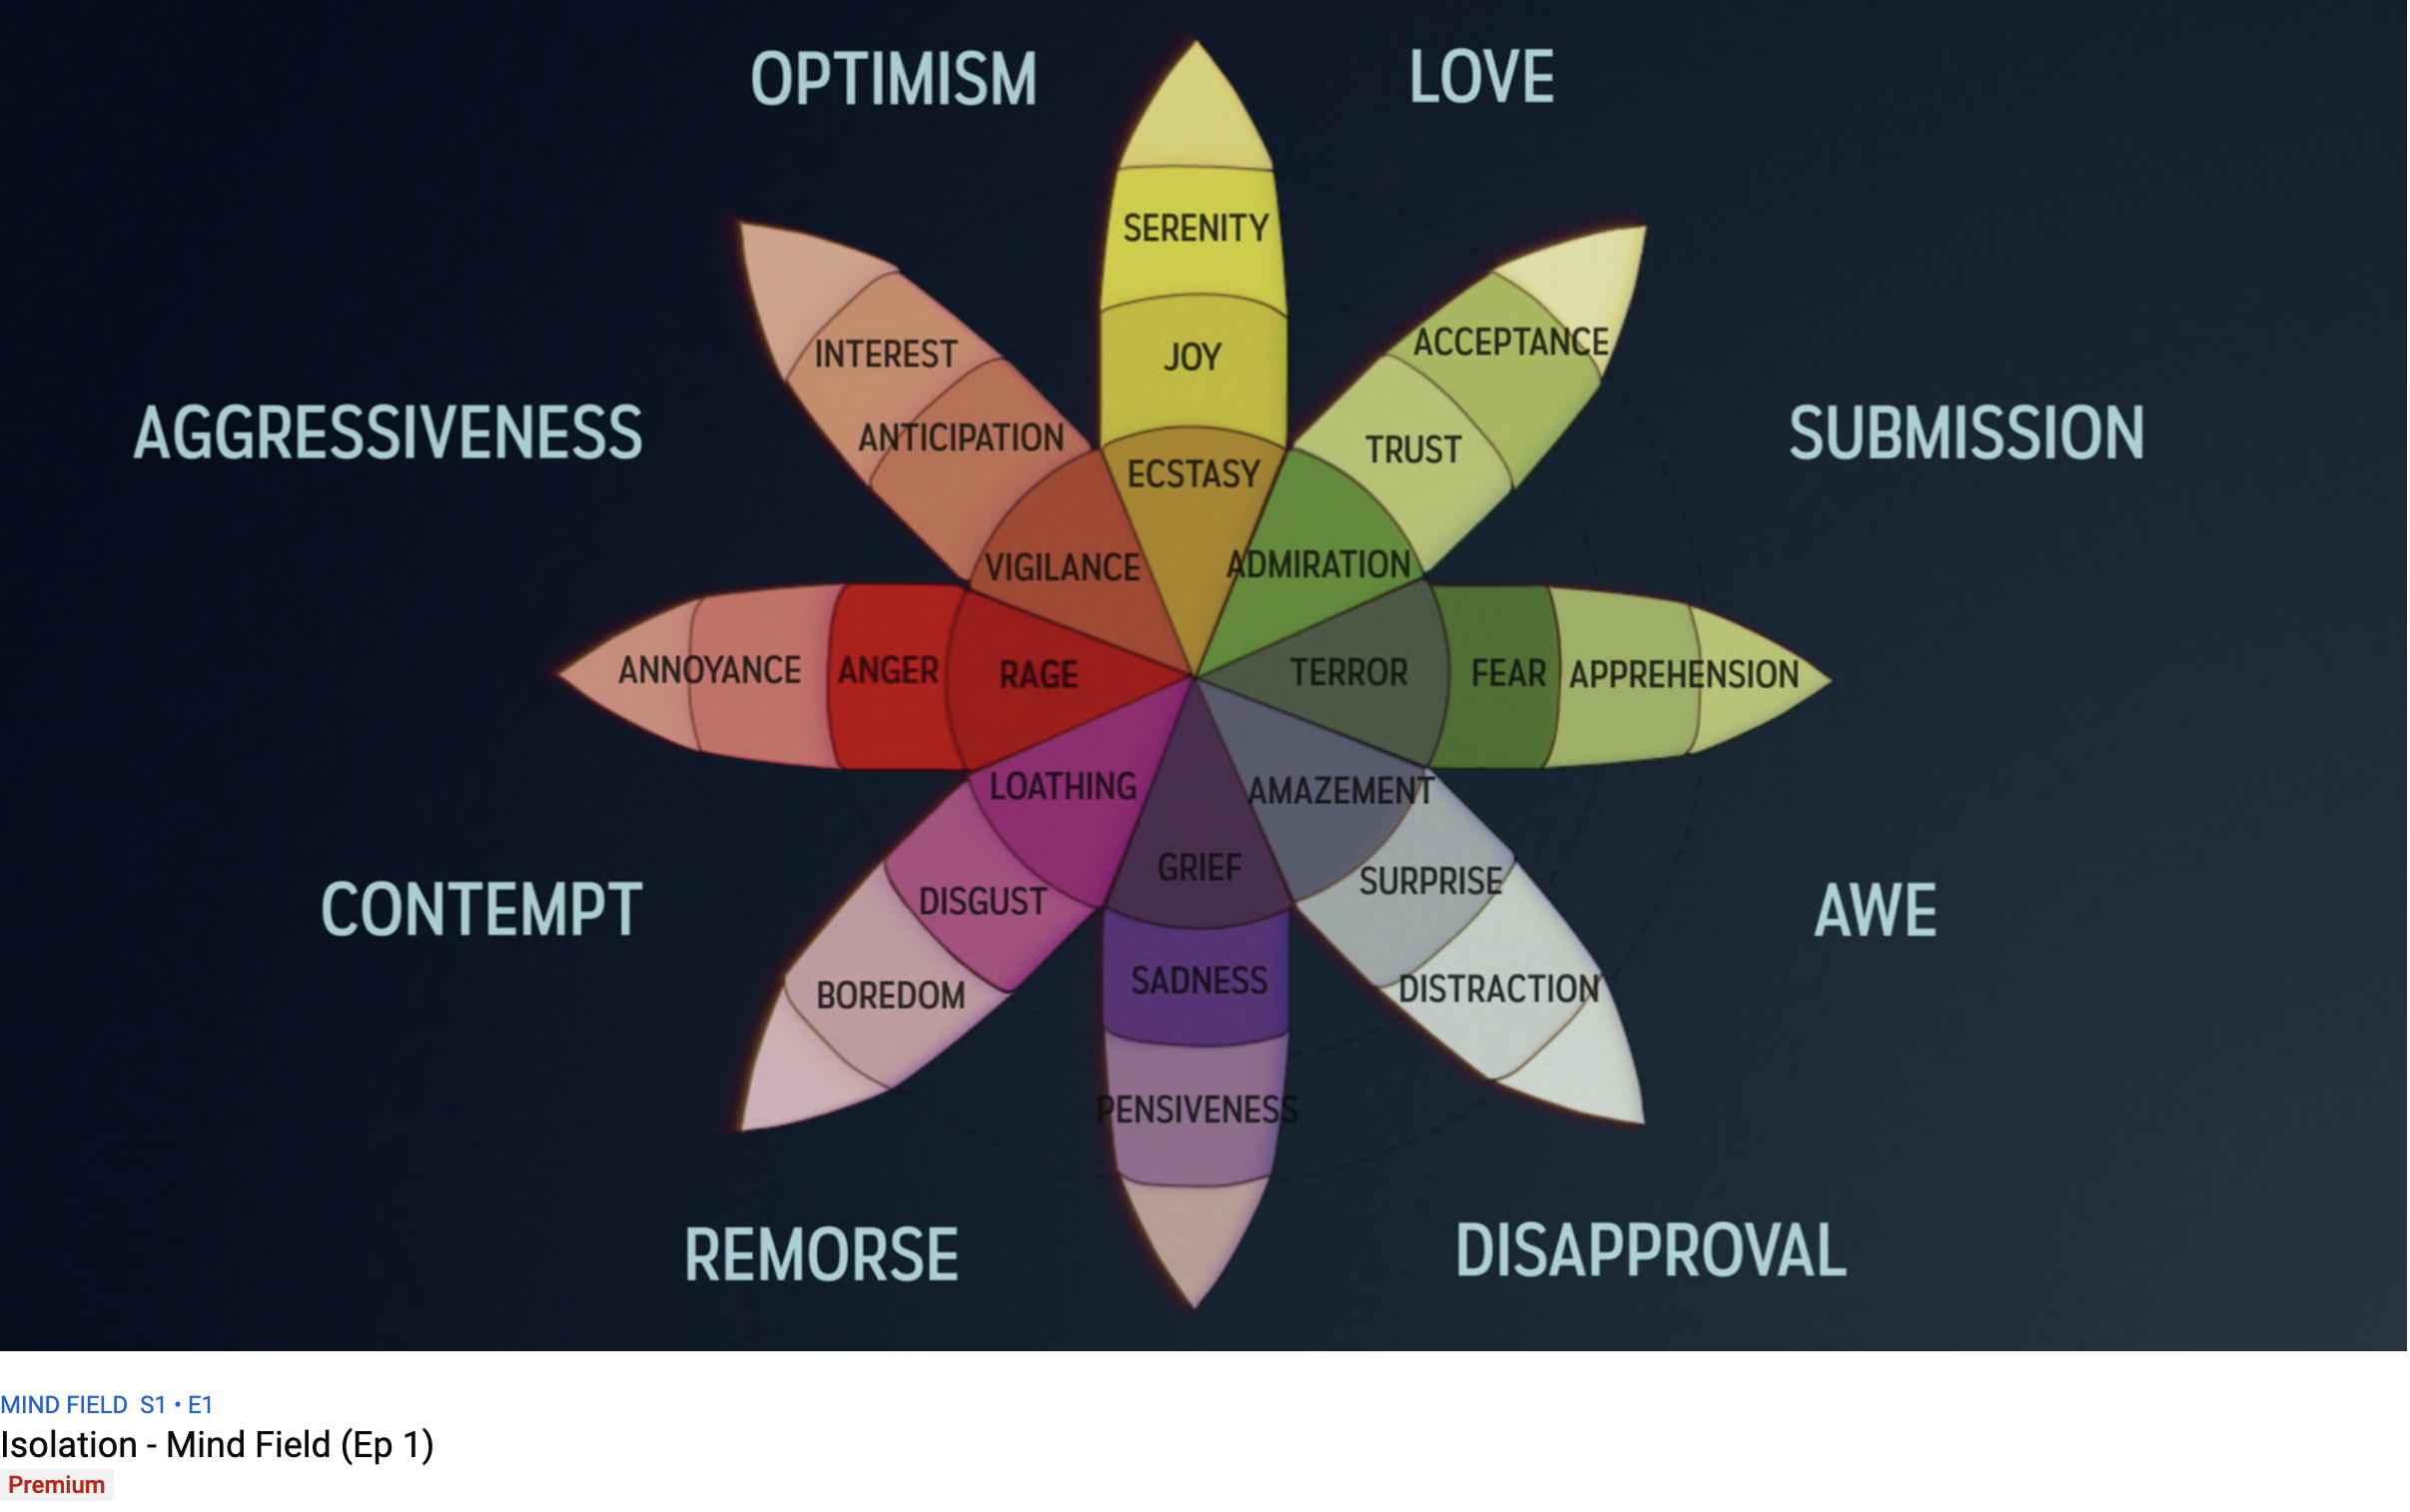 OPTIMISM
LOVE
SERENITY
INTEREST
JOY
ACCEPTANCE
AGGRESSIVENESS
ANTICIPATION
ECSTASY
TRUST
SUBMISSION
VIGILANCE
ADMIRATION
ANNOYANCE
ANGER
RAGE
TERROR
FEAR
APPREHENSION
LOATHING
AMAZEMENT
GRIEF
CONTEMPT
DISGUST
SURPRISE
AWE
BOREDOM
SADNESS
DISTRACTION
PENSIVENESS
REMORSE
DISAPPROVAL
MIND FIELD S1 • E1
Isolation - Mind Field (Ep 1)
Premium